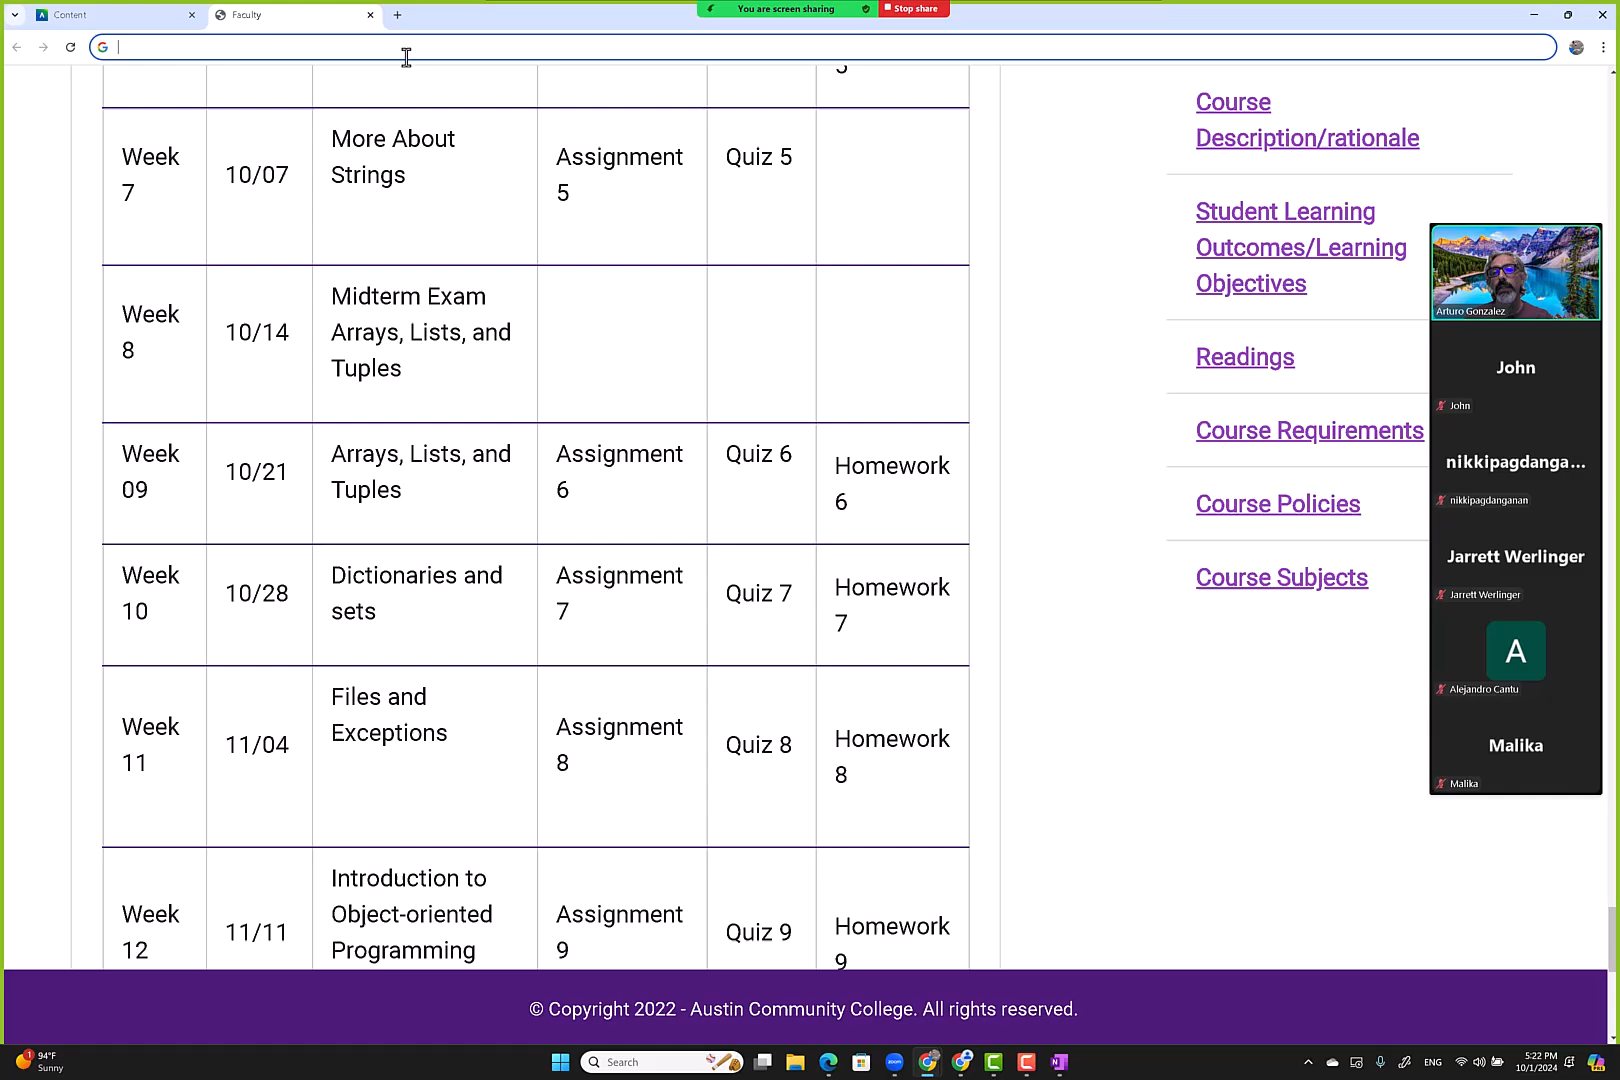 Content
Faculty
You are screen sharing
Stop share
Week
7
10/07
More About
Strings
Assignment
5
Quiz 5
Week
8
10/14
Midterm Exam
Arrays, Lists, and
Tuples
Week
09
10/21
Arrays, Lists, and
Tuples
Assignment
6
Quiz 6
Homework
6
Week
10
10/28
Dictionaries and
sets
Assignment
7
Quiz 7
Homework
7
Week
11
11/04
Files and
Exceptions
Assignment
8
Quiz 8
Homework
8
Week
12
11/11
Introduction to
Object-oriented
Programming
Assignment
9
Quiz 9
Homework
9
Course
Description/rationale
Student Learning
Outcomes/Learning
Objectives
Readings
Course Requirements
Course Policies
Course Subjects
Arturo Gonzalez
John
John
nikkipagdanga...
nikkipagdanganan
Jarrett Werlinger
Jarrett Werlinger
A
Alejandro Cantu
Malika
Malika
© Copyright 2022 - Austin Community College. All rights reserved.
1
94°F
Sunny
Search
zoom
ENG
5:22 PM
10/1/2024